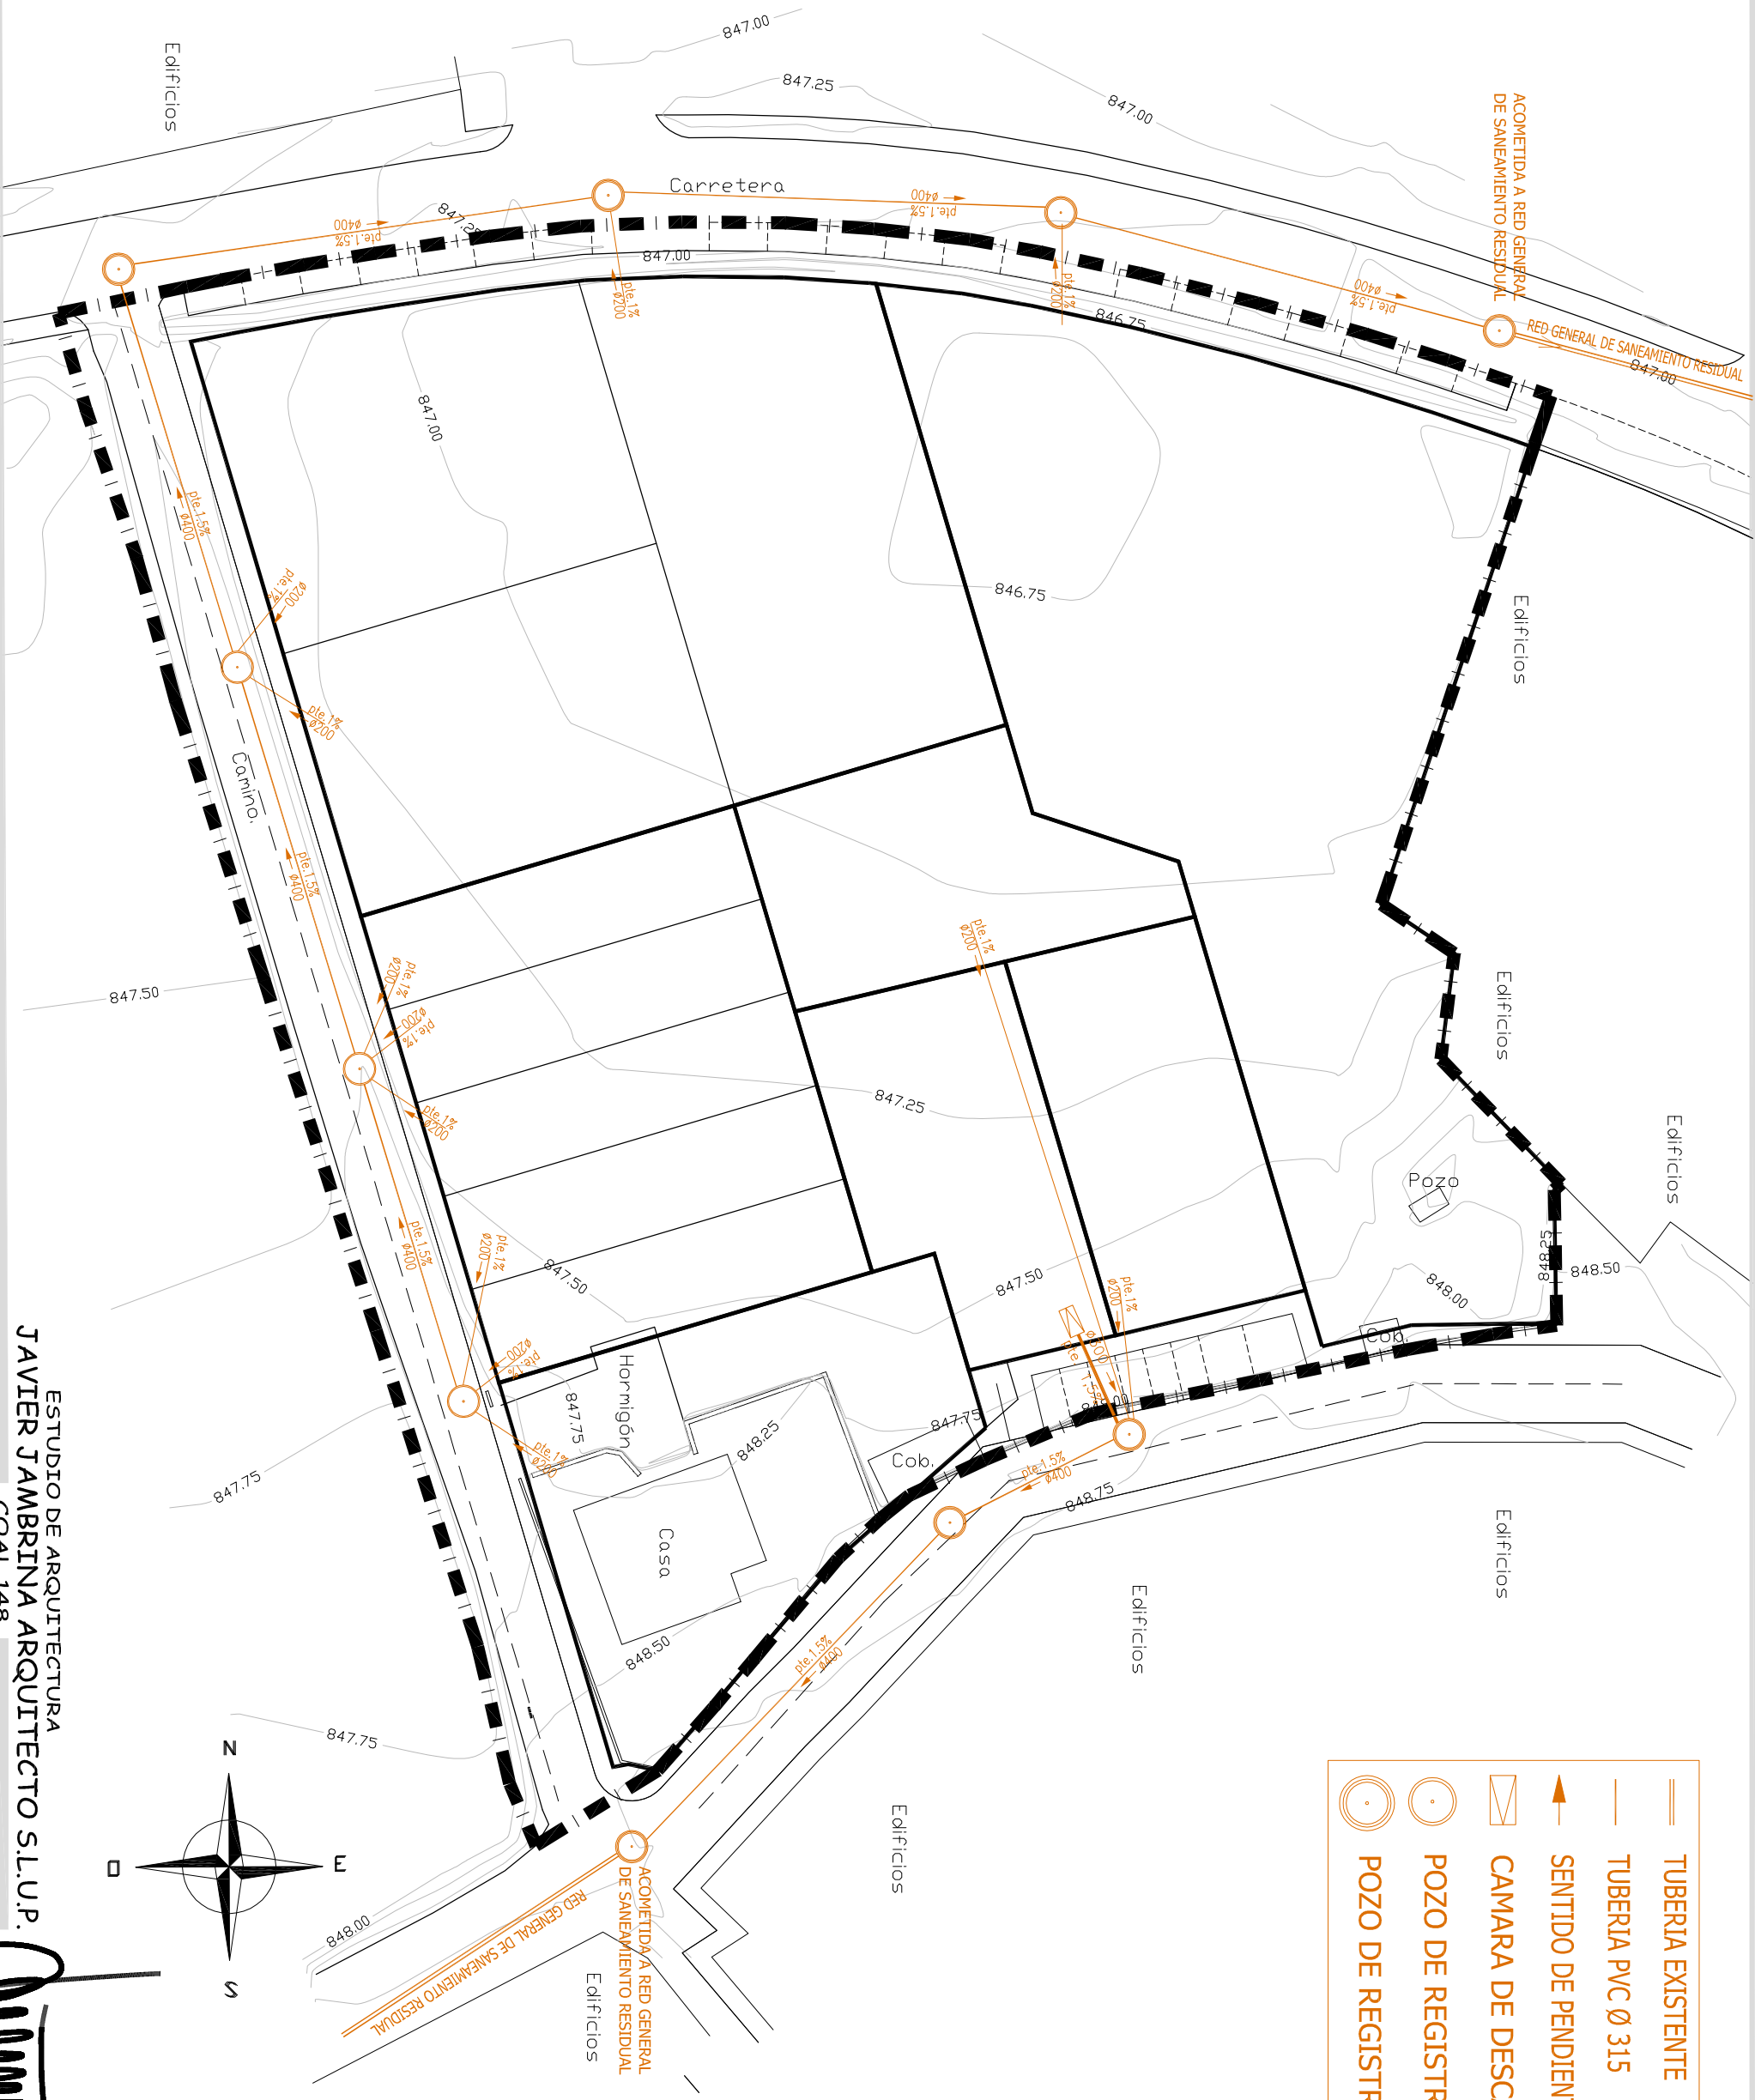 Edificios
847.00
847.25
847.00
ACOMETIDA A RED GENERAL
DE SANEAMIENTO RESIDUAL
Carretera
ø400
pte.1.5%
847.25
ø400
pte.1.5%
847.00
pte.1%
ø200
pte.1%
ø200
846.75
ø400
pte.1.5%
RED GENERAL DE SANEAMIENTO RESIDUAL
847.00
847.00
846.75
Edificios
pte.1.5%
ø400
ø200
pte.1%
pte.1%
ø200
Camino.
pte.1.5%
ø400
847.50
pte.1%
ø200
pte.1%
ø200
pte.1%
ø200
pte.1%
ø200
847.25
Edificios
Edificios
Pozo
848.25
848.50
848.00
pte.1.5%
ø400
pte.1%
ø200
847.50
847.50
pte.1%
ø200
Cob.
ø200
pte.1%
Hormigón
847.75
847.75
848.25
pte.1%
ø200
Cob.
pte.1.5%
ø400
848.75
847.75
Casa
Edificios
Edificios
848.50
pte.1.5%
ø400
847.75
Edificios
ACOMETIDA A RED GENERAL
DE SANEAMIENTO RESIDUAL
RED GENERAL DE SANEAMIENTO RESIDUAL
848.00
Edificios
N
E
S
O
TUBERIA EXISTENTE
TUBERIA PVC Ø 315
SENTIDO DE PENDIEN
CAMARA DE DESC
POZO DE REGISTR
POZO DE REGISTR
ESTUDIO DE ARQUITECTURA
JAVIER JAMBRINA ARQUITECTO S.L.U.P.